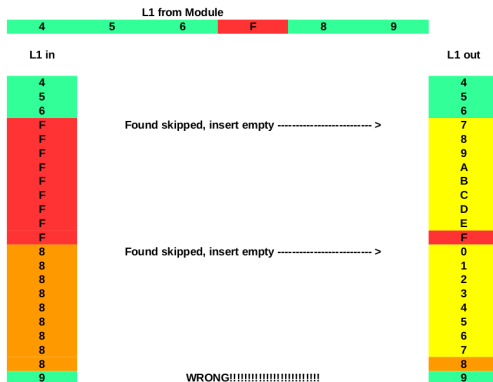 L1 from Module
4 5 6 F 8 9
L1 in L1 out
4 4
5 5
6 6
F Found skipped, insert empty -------------------------- > 7
F 8
F 9
F A
F B
F C
F D
F E
F F
8 Found skipped, insert empty -------------------------- > 0
8 1
8 2
8 3
8 4
8 5
8 6
8 7
8 8
9 WRONG!!!!!!!!!!!!!!!!!!!!!!!!! 9